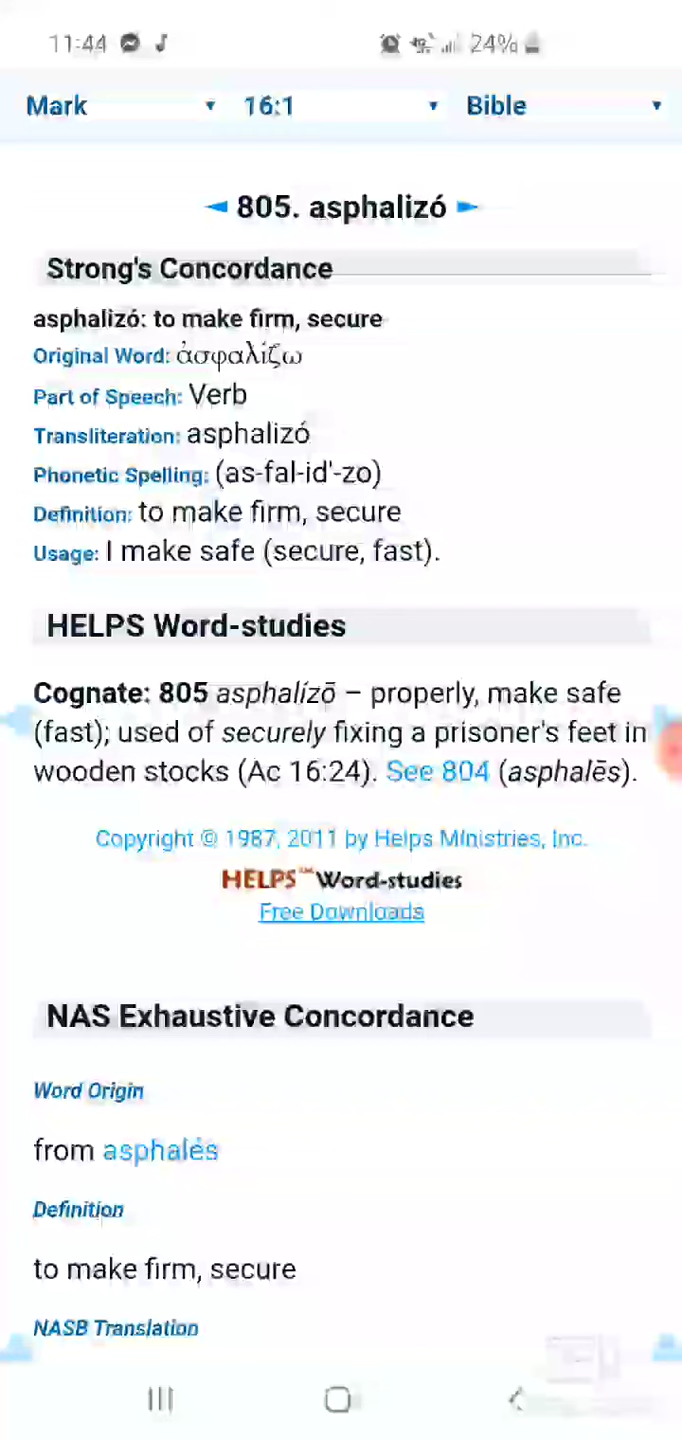 11:44 24%
Mark 16:1 Bible
805. asphalizó
Strong's Concordance
asphalizó: to make firm, secure
Original Word: ἀσφαλίζω
Part of Speech: Verb
Transliteration: asphalizó
Phonetic Spelling: (as-fal-id'-zo)
Definition: to make firm, secure
Usage: I make safe (secure, fast).
HELPS Word-studies
Cognate: 805 asphalízō – properly, make safe
(fast); used of securely fixing a prisoner's feet in
wooden stocks (Ac 16:24). See 804 (asphalēs).
Copyright © 1987, 2011 by Helps Ministries, Inc.
HELPS™ Word-studies
Free Downloads
NAS Exhaustive Concordance
Word Origin
from asphalés
Definition
to make firm, secure
NASB Translation